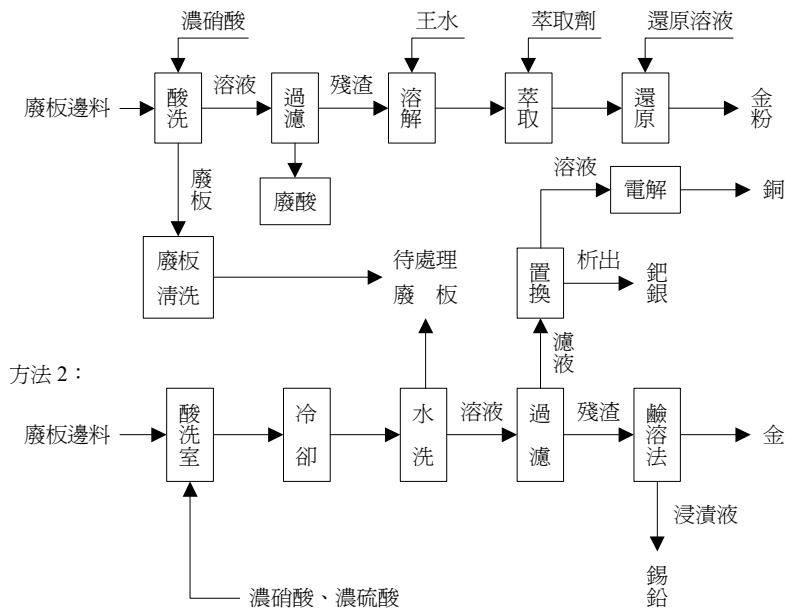 濃硝酸
王水
萃取劑
還原溶液
廢板邊料
酸洗
溶液
過濾
殘渣
溶解
萃取
還原
金粉
廢板
廢酸
溶液
電解
銅
廢板
清洗
待處理
廢 板
置換
析出
鈀銀
濾液
方法 2：
廢板邊料
酸洗室
冷卻
水洗
溶液
過濾
殘渣
鹼溶法
金
浸漬液
錫鉛
濃硝酸、濃硫酸